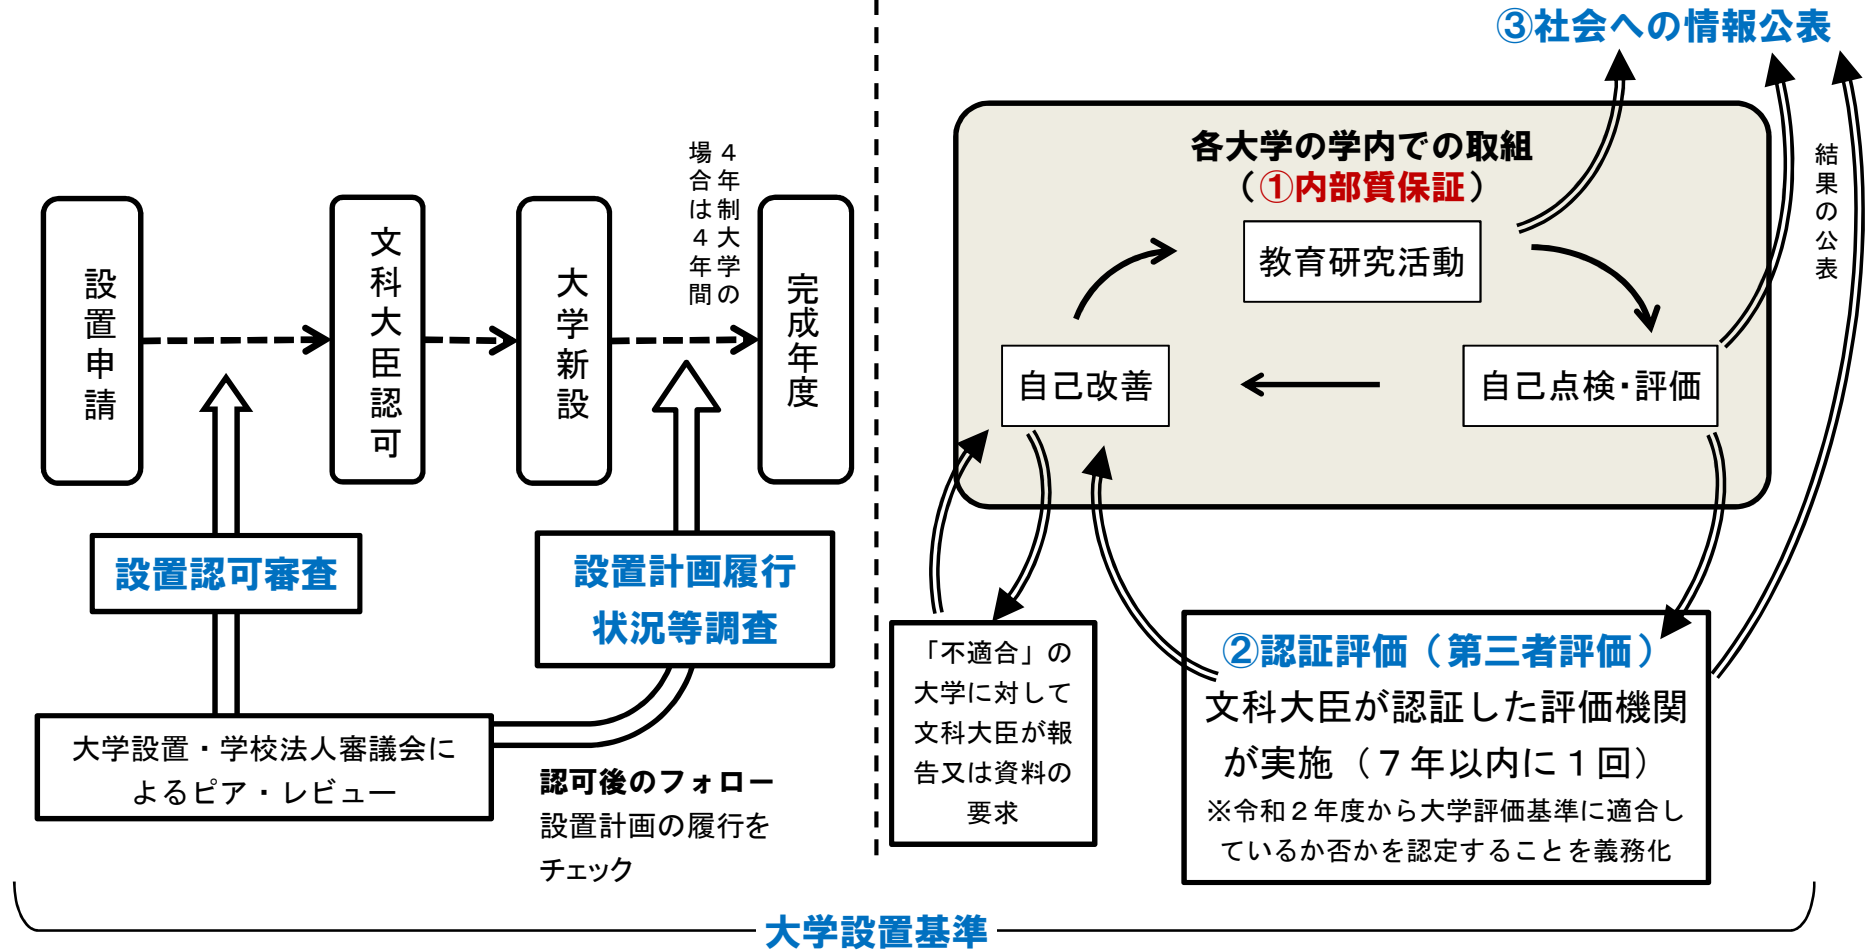 ③社会への情報公表
各大学の学内での取組
（①内部質保証）
教育研究活動
自己改善
自己点検・評価
結果の公表
設置申請
文科大臣認可
大学新設
４年制大学の
場合は４年間
完成年度
設置認可審査
設置計画履行
状況等調査
大学設置・学校法人審議会に
よるピア・レビュー
認可後のフォロー
設置計画の履行を
チェック
「不適合」の
大学に対して
文科大臣が報
告又は資料の
要求
②認証評価（第三者評価）
文科大臣が認証した評価機関
が実施（７年以内に１回）
※令和２年度から大学評価基準に適合し
ているか否かを認定することを義務化
大学設置基準